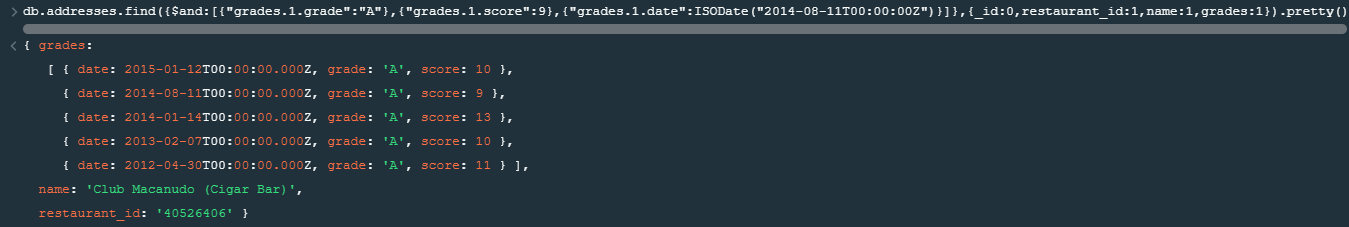 > db.addresses.find({$and:[{"grades.1.grade":"A"},{"grades.1.score":9},{"grades.1.date":ISODate("2014-08-11T00:00:00Z")}]},{_id:0,restaurant_id:1,name:1,grades:1}).pretty()
< { grades:
[ { date: 2015-01-12T00:00:00.000Z, grade: 'A', score: 10 },
{ date: 2014-08-11T00:00:00.000Z, grade: 'A', score: 9 },
{ date: 2014-01-14T00:00:00.000Z, grade: 'A', score: 13 },
{ date: 2013-02-07T00:00:00.000Z, grade: 'A', score: 10 },
{ date: 2012-04-30T00:00:00.000Z, grade: 'A', score: 11 } ],
name: 'Club Macanudo (Cigar Bar)',
restaurant_id: '40526406' }